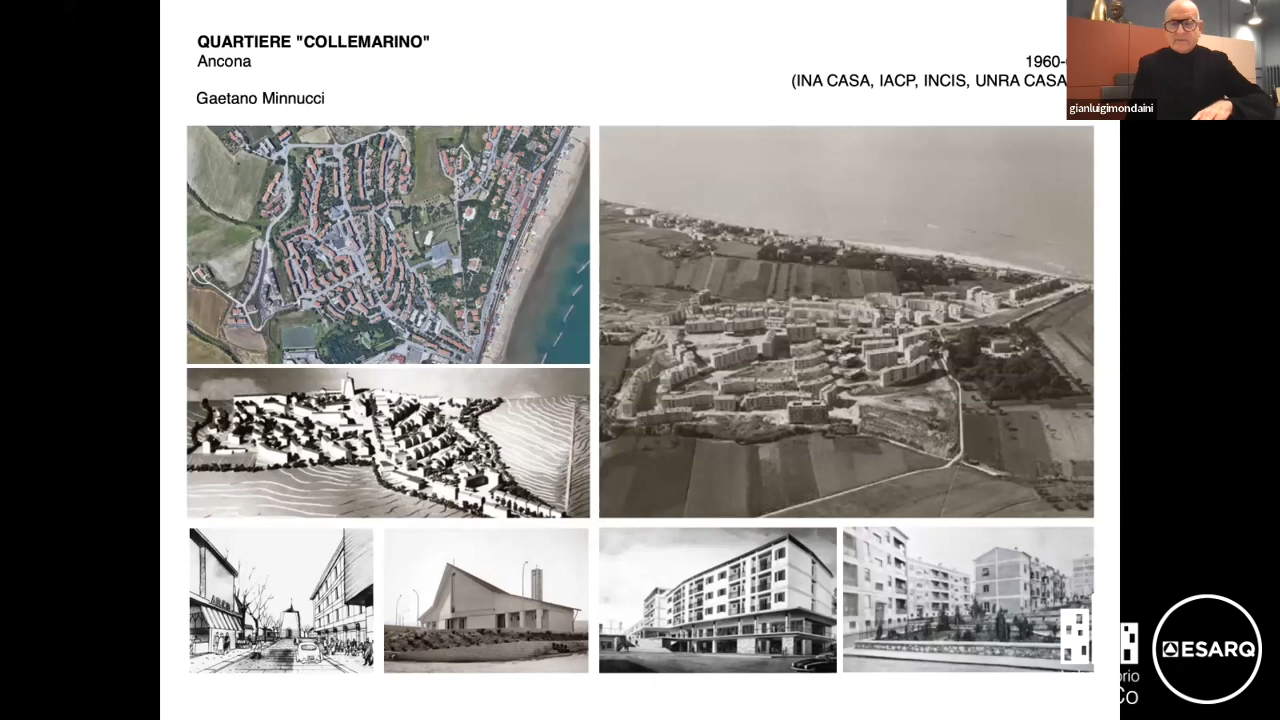 QUARTIERE "COLLEMARINO"
Ancona
1960-
(INA CASA, IACP, INCIS, UNRA CASA
Gaetano Minnucci
gianluigimondaini
ESARQ